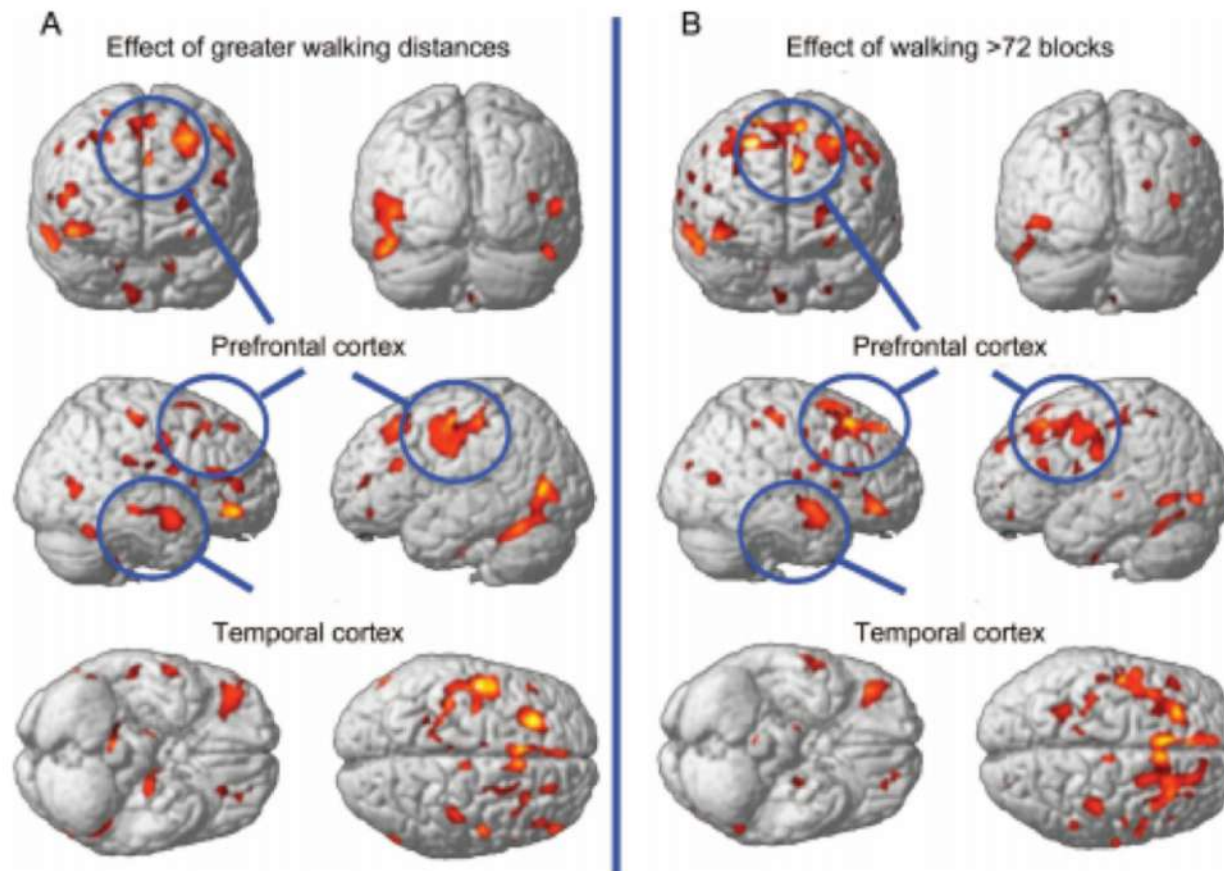 A
Effect of greater walking distances
Prefrontal cortex
Temporal cortex
B
Effect of walking >72 blocks
Prefrontal cortex
Temporal cortex